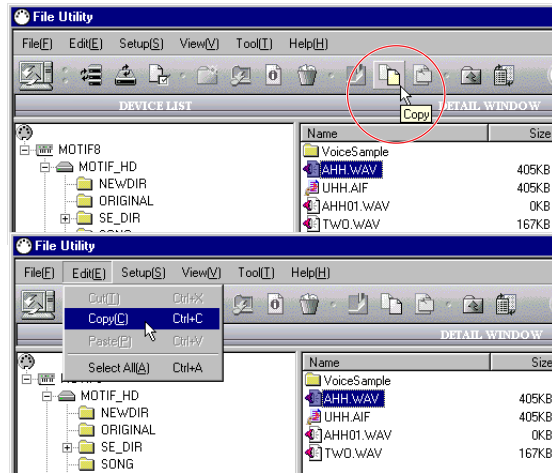 File Utility
File(F) Edit(E) Setup(S) View(V) Tool(T) Help(H)
Copy
DEVICE LIST DETAIL WINDOW
Name Size
MOTIF8 VoiceSample
MOTIF_HD AHH.WAV 405KB
NEWDIR UHH.AIF 405KB
ORIGINAL AHH01.WAV 0KB
SE_DIR TWO.WAV 167KB
File Utility
File(F) Edit(E) Setup(S) View(V) Tool(T) Help(H)
Cut(T) Ctrl+X
Copy(C) Ctrl+C
Paste(P) Ctrl+V
Select All(A) Ctrl+A
DETAIL WINDOW
Name Size
VoiceSample
MOTIF_HD AHH.WAV 405KB
NEWDIR UHH.AIF 405KB
ORIGINAL AHH01.WAV 0KB
SE_DIR TWO.WAV 167KB
SONG